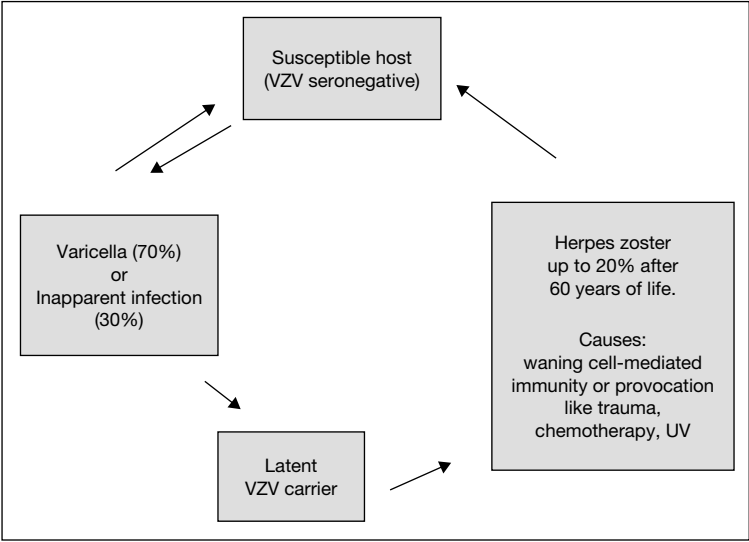 Susceptible host
(VZV seronegative)
Varicella (70%)
or
Inapparent infection
(30%)
Latent
VZV carrier
Herpes zoster
up to 20% after
60 years of life.
Causes:
waning cell-mediated
immunity or provocation
like trauma,
chemotherapy, UV